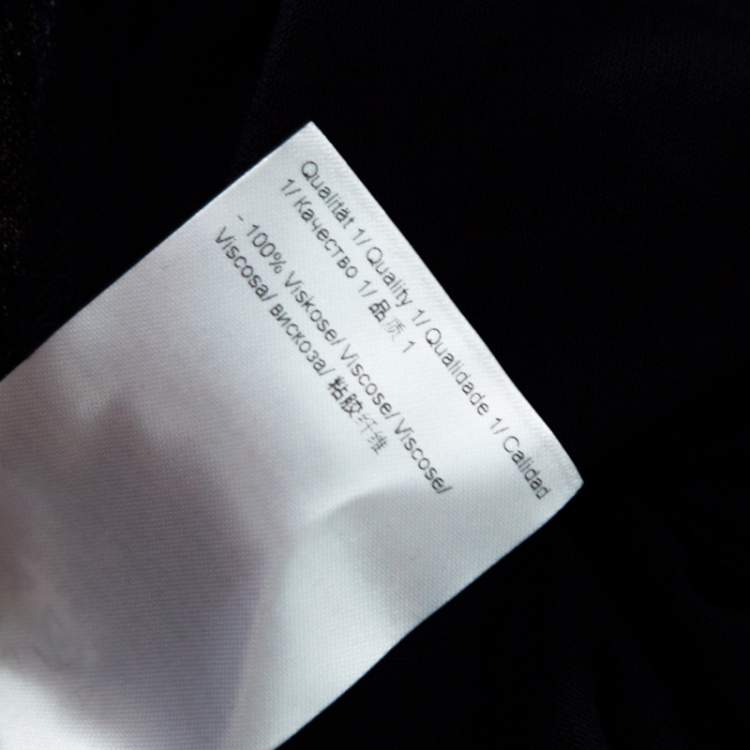 Qualität 1/ Quality 1/ Qualidade 1/ Calidad
1/ Качество 1/ 品质 1
- 100% Viskose/ Viscose/ Viscose/
Viscosa/ вискоза/ 粘胶纤维